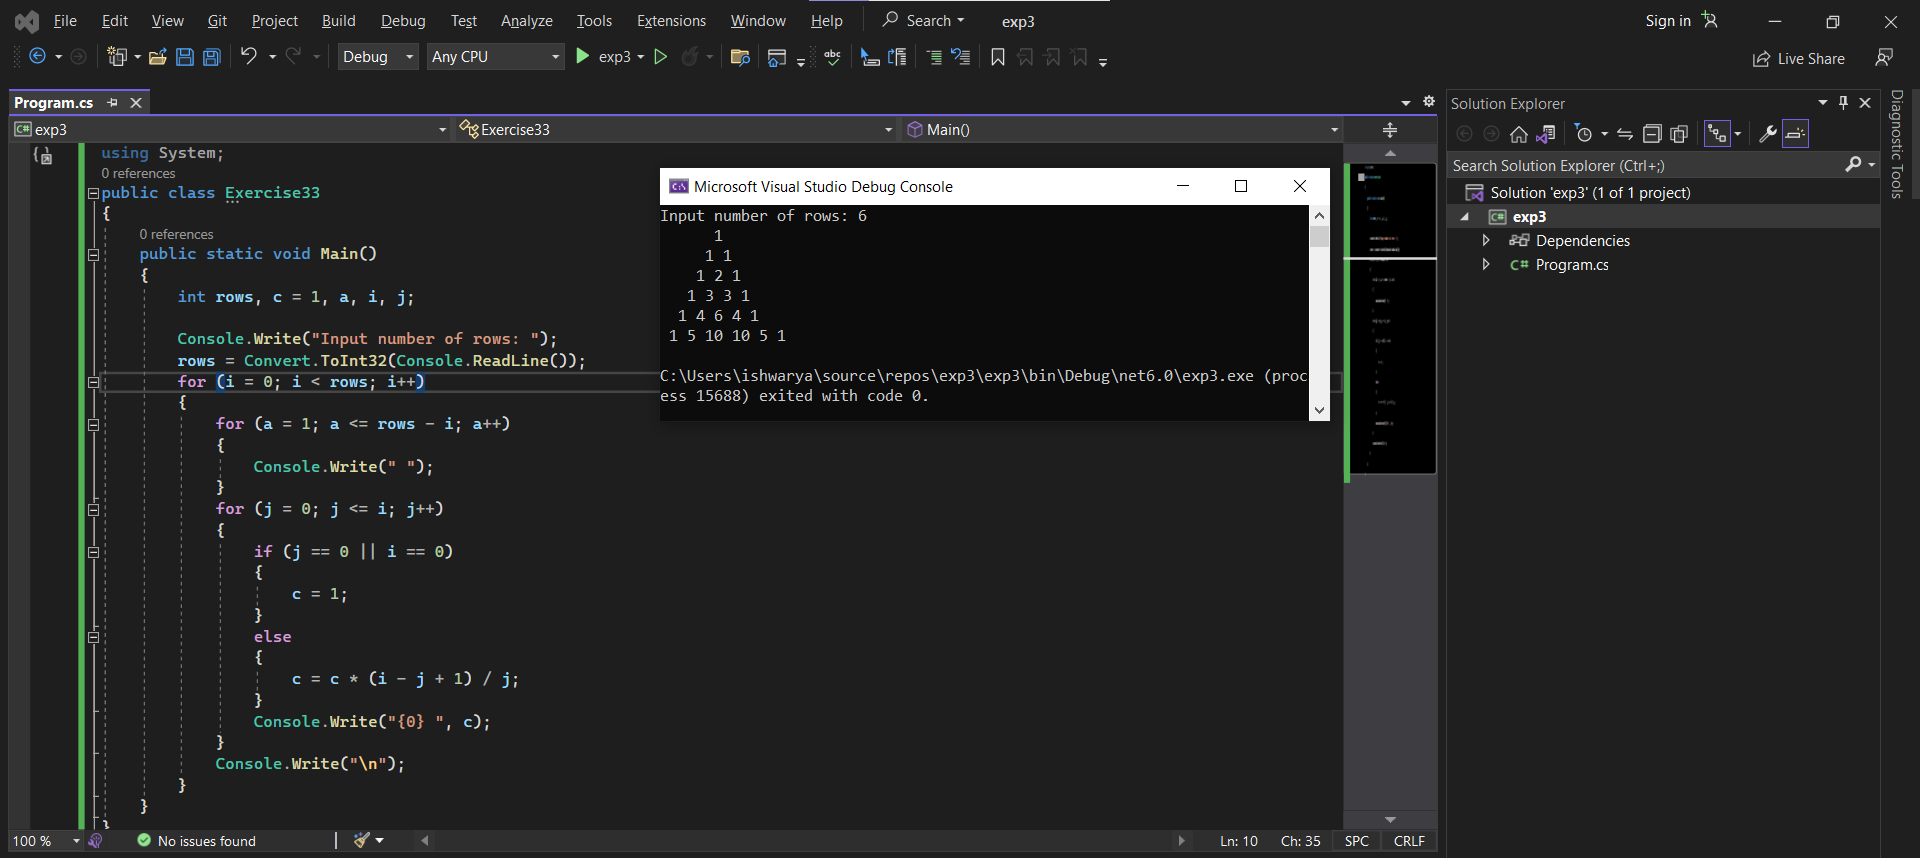 File Edit View Git Project Build Debug Test Analyze Tools Extensions Window Help Search exp3 Sign in
Debug Any CPU exp3 abc Live Share
Program.cs
exp3 Exercise33 Main()
using System;
0 references
public class Exercise33
{
0 references
public static void Main()
{
int rows, c = 1, a, i, j;
Console.Write("Input number of rows: ");
rows = Convert.ToInt32(Console.ReadLine());
for (i = 0; i < rows; i++)
{
for (a = 1; a <= rows - i; a++)
{
Console.Write(" ");
}
for (j = 0; j <= i; j++)
{
if (j == 0 || i == 0)
{
c = 1;
}
else
{
c = c * (i - j + 1) / j;
}
Console.Write("{0} ", c);
}
Console.Write("\n");
}
}
}
C:\ Microsoft Visual Studio Debug Console
Input number of rows: 6
1
1 1
1 2 1
1 3 3 1
1 4 6 4 1
1 5 10 10 5 1
C:\Users\ishwarya\source\repos\exp3\exp3\bin\Debug\net6.0\exp3.exe (proc
ess 15688) exited with code 0.
Solution Explorer
Search Solution Explorer (Ctrl+;)
Solution 'exp3' (1 of 1 project)
C# exp3
Dependencies
C# Program.cs
Diagnostic Tools
100 % No issues found Ln: 10 Ch: 35 SPC CRLF